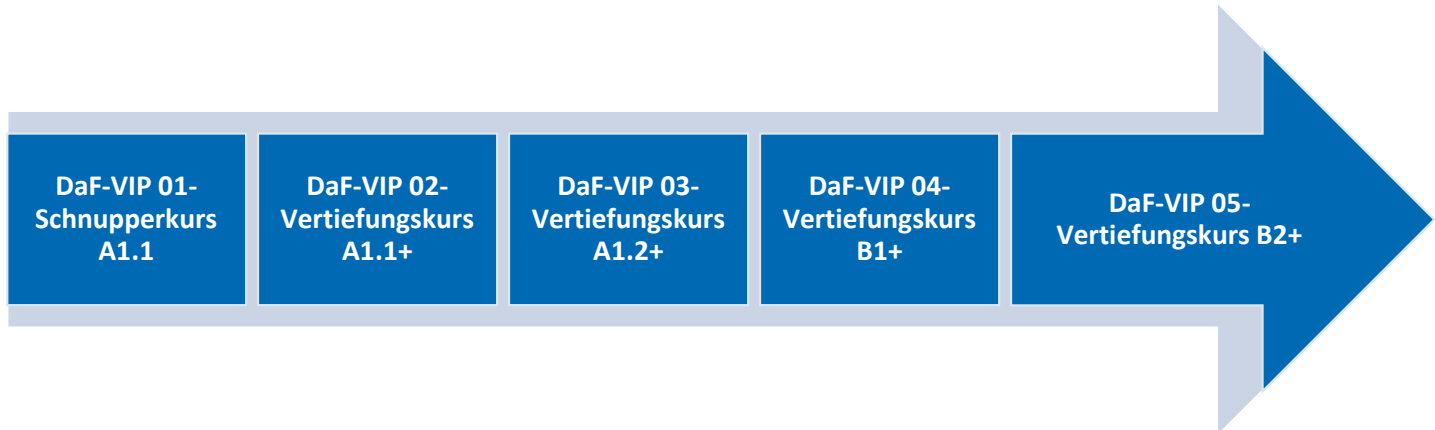 DaF-VIP 01-
Schnupperkurs
A1.1
DaF-VIP 02-
Vertiefungskurs
A1.1+
DaF-VIP 03-
Vertiefungskurs
A1.2+
DaF-VIP 04-
Vertiefungskurs
B1+
DaF-VIP 05-
Vertiefungskurs B2+